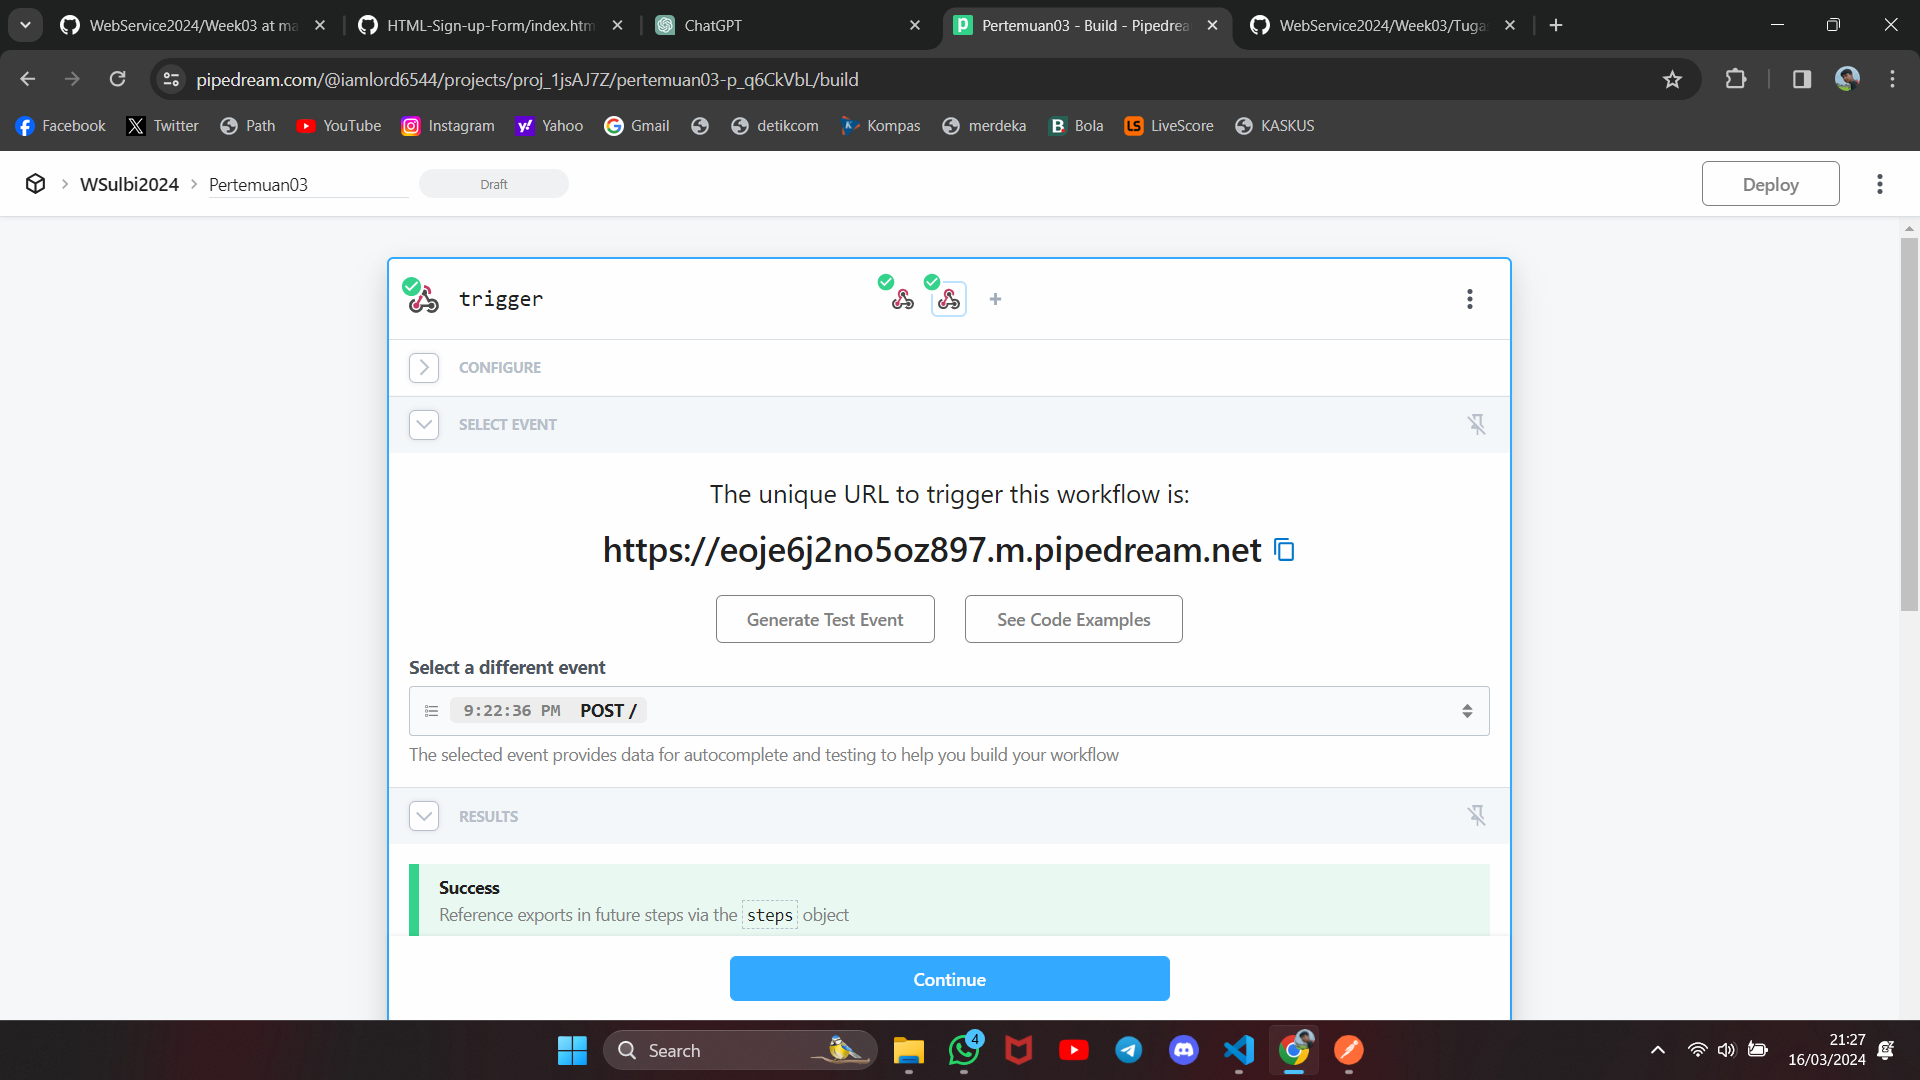 WebService2024/Week03 at ma
HTML-Sign-up-Form/index.htm
ChatGPT
Pertemuan03 - Build - Pipedrea
WebService2024/Week03/Tuga
pipedream.com/@iamlord6544/projects/proj_1jsAJ7Z/pertemuan03-p_q6CkVbL/build
Facebook Twitter Path YouTube Instagram Yahoo Gmail detikcom Kompas merdeka Bola LiveScore KASKUS
WSulbi2024 Pertemuan03 Draft Deploy
trigger
CONFIGURE
SELECT EVENT
The unique URL to trigger this workflow is:
https://eoje6j2no5oz897.m.pipedream.net
Generate Test Event See Code Examples
Select a different event
9:22:36 PM POST /
The selected event provides data for autocomplete and testing to help you build your workflow
RESULTS
Success
Reference exports in future steps via the steps object
Continue
Search
4
21:27
16/03/2024